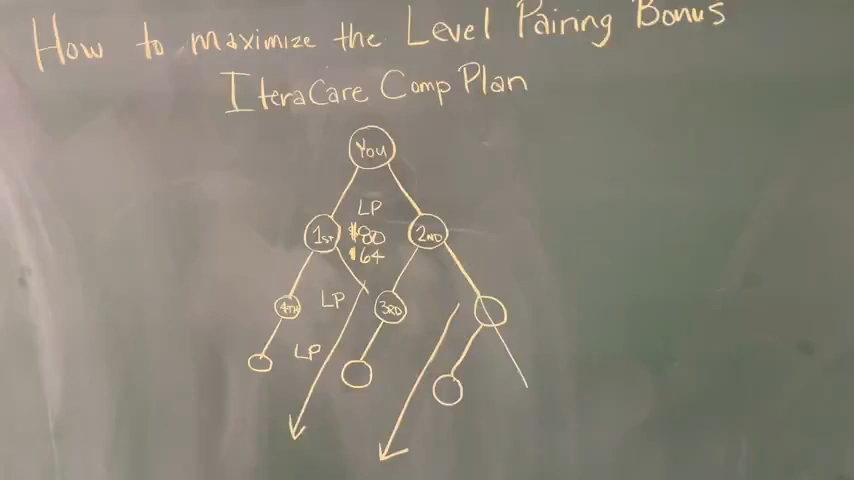 How to maximize the Level Pairing Bonus
IteraCare Comp Plan
You
LP
1ST $80 2ND
$64
4TH LP 3RD
LP